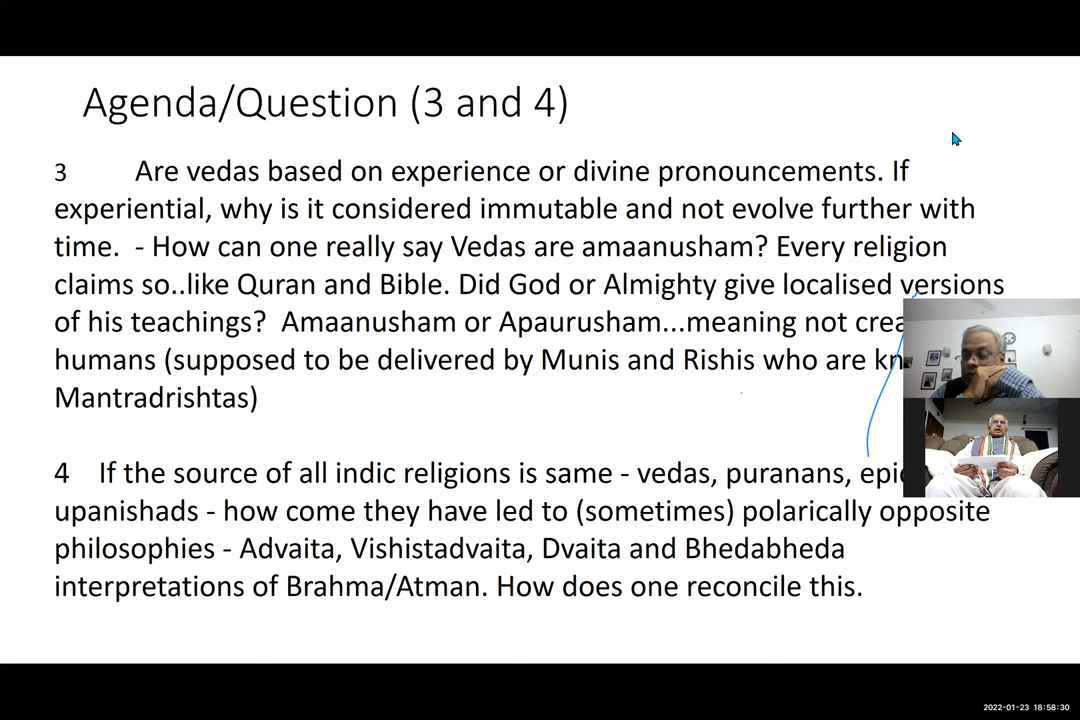 Agenda/Question (3 and 4)
3 Are vedas based on experience or divine pronouncements. If
experiential, why is it considered immutable and not evolve further with
time. - How can one really say Vedas are amaanusham? Every religion
claims so..like Quran and Bible. Did God or Almighty give localised versions
of his teachings? Amaanusham or Apaurusham...meaning not
humans (supposed to be delivered by Munis and Rishis who are
Mantradrishtas)
4 If the source of all indic religions is same - vedas, puranans,
upanishads - how come they have led to (sometimes) polarically opposite
philosophies - Advaita, Vishistadvaita, Dvaita and Bhedabheda
interpretations of Brahma/Atman. How does one reconcile this.
2022-01-23 18:58:30